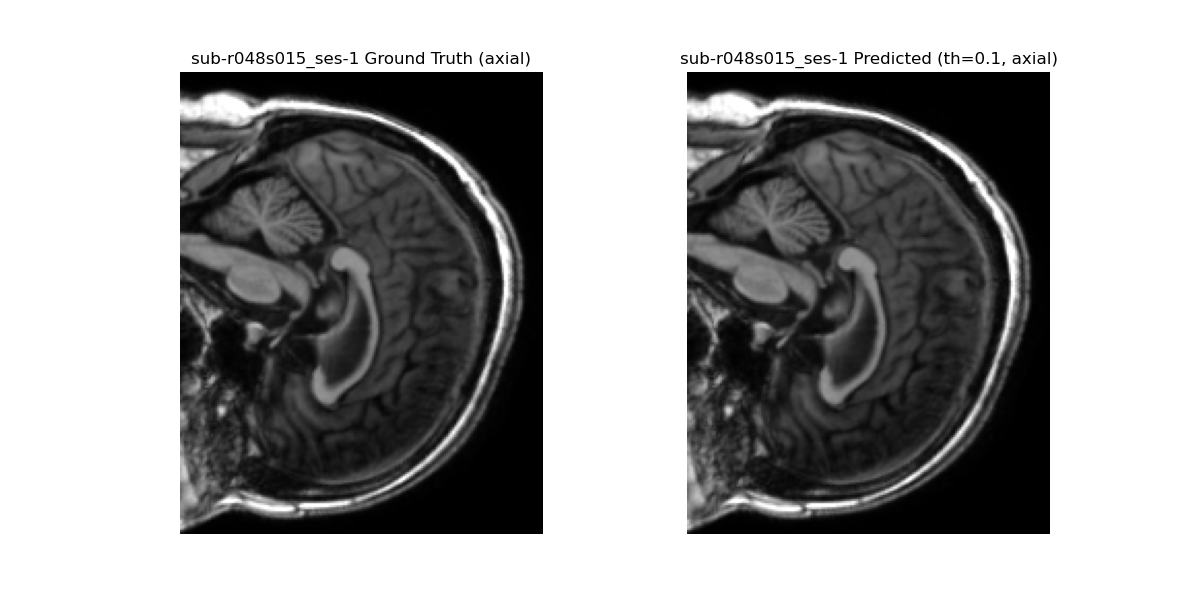 sub-r048s015_ses-1 Ground Truth (axial)
sub-r048s015_ses-1 Predicted (th=0.1, axial)